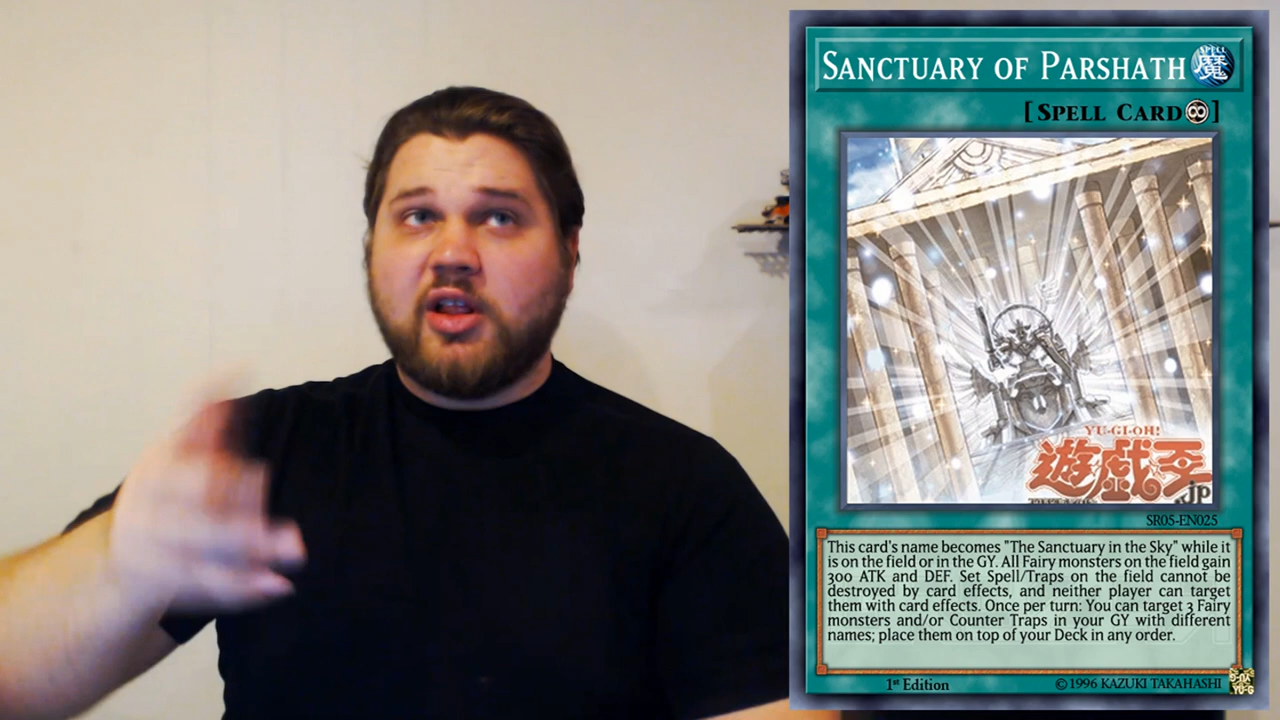 SANCTUARY OF PARSHATH
SPELL
魔
[SPELL CARD∞]
YU-GI-OH!
遊戯王
.jp
SR05-EN025
This card's name becomes "The Sanctuary in the Sky" while it
is on the field or in the GY. All Fairy monsters on the field gain
300 ATK and DEF. Set Spell/Traps on the field cannot be
destroyed by card effects, and neither player can target
them with card effects. Once per turn: You can target 3 Fairy
monsters and/or Counter Traps in your GY with different
names; place them on top of your Deck in any order.
1st Edition
©1996 KAZUKI TAKAHASHI